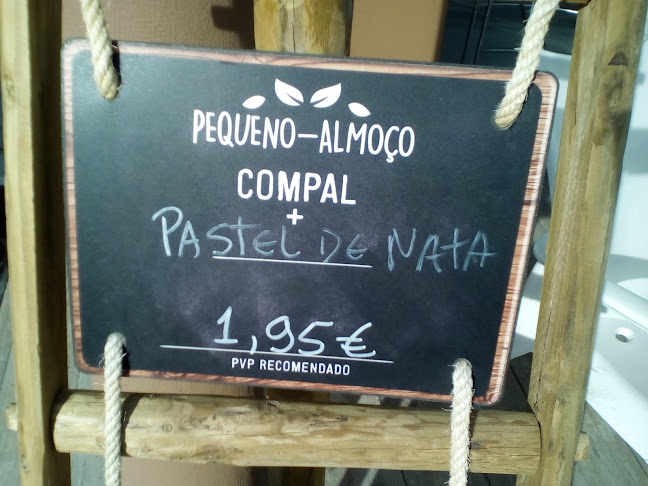 PEQUENO-ALMOÇO
COMPAL
+
PASTEL DE NATA
1,95€
PVP RECOMENDADO